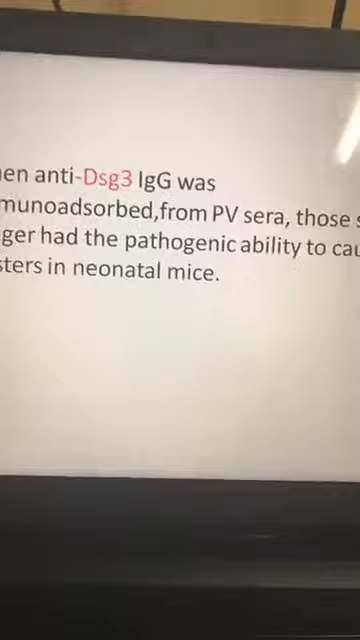 en anti-Dsg3 IgG was
munoadsorbed,from PV sera, those s
ger had the pathogenic ability to cau
sters in neonatal mice.